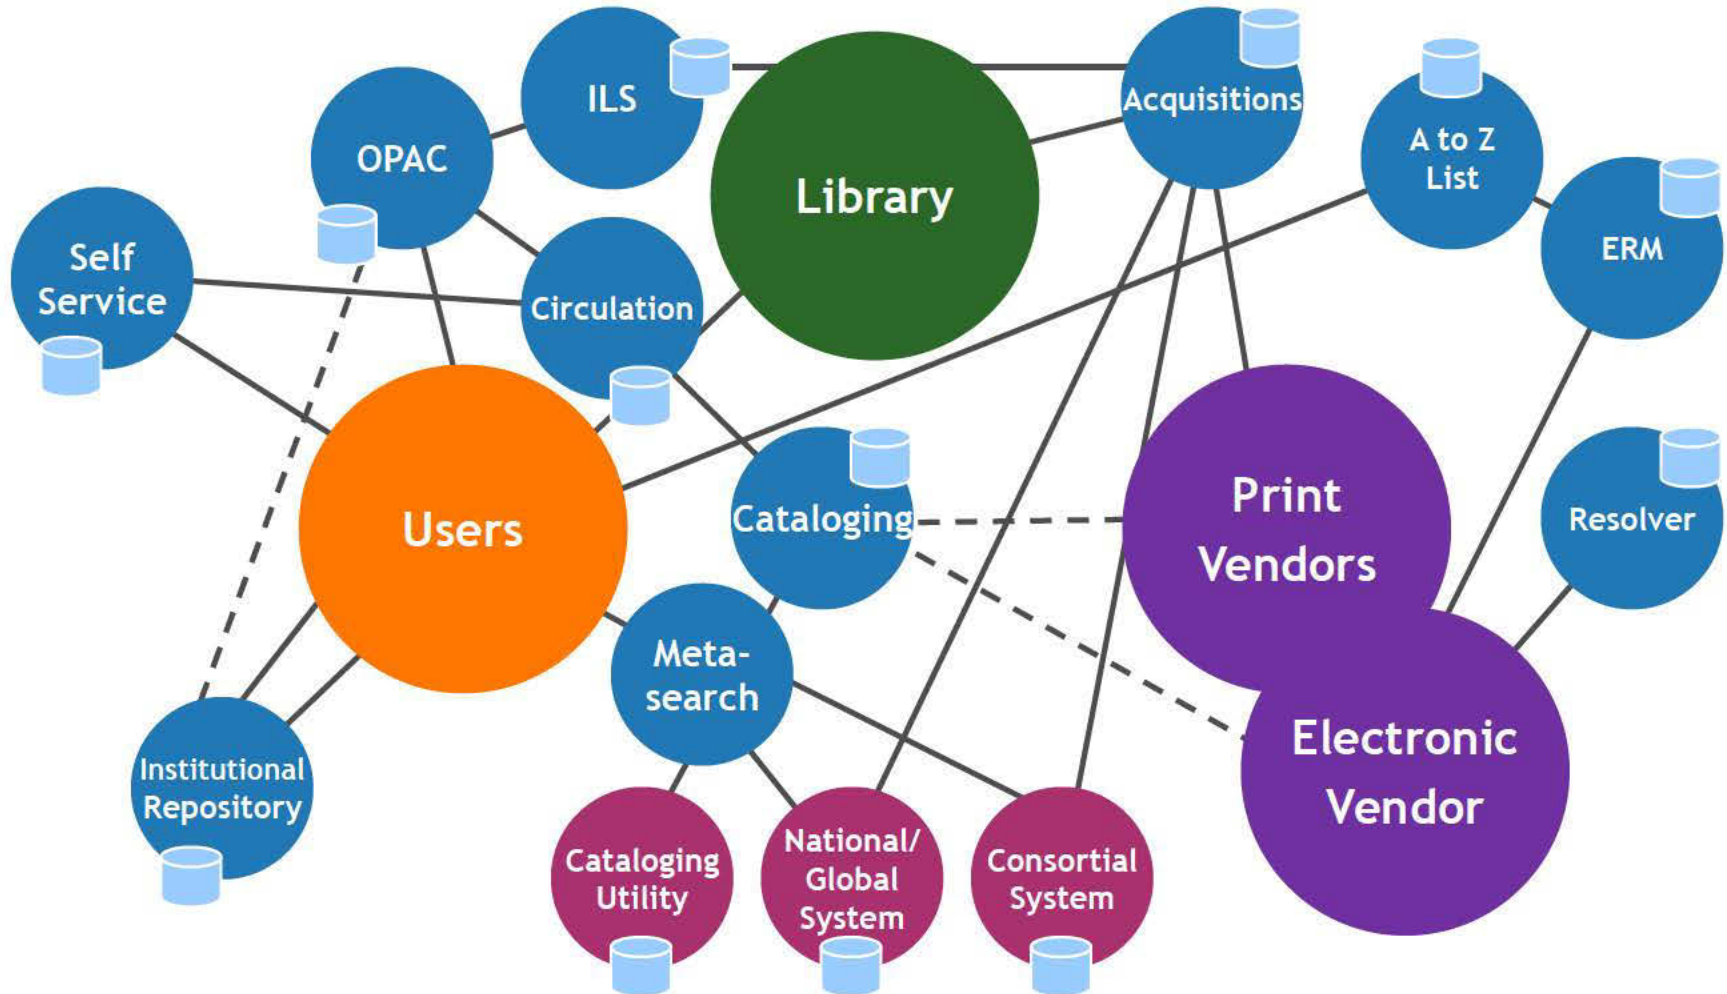 ILS
Acquisitions
OPAC
Library
A to Z
List
Self
Service
ERM
Circulation
Users
Cataloging
Print
Vendors
Resolver
Meta-
search
Electronic
Vendor
Institutional
Repository
Cataloging
Utility
National/
Global
System
Consortial
System